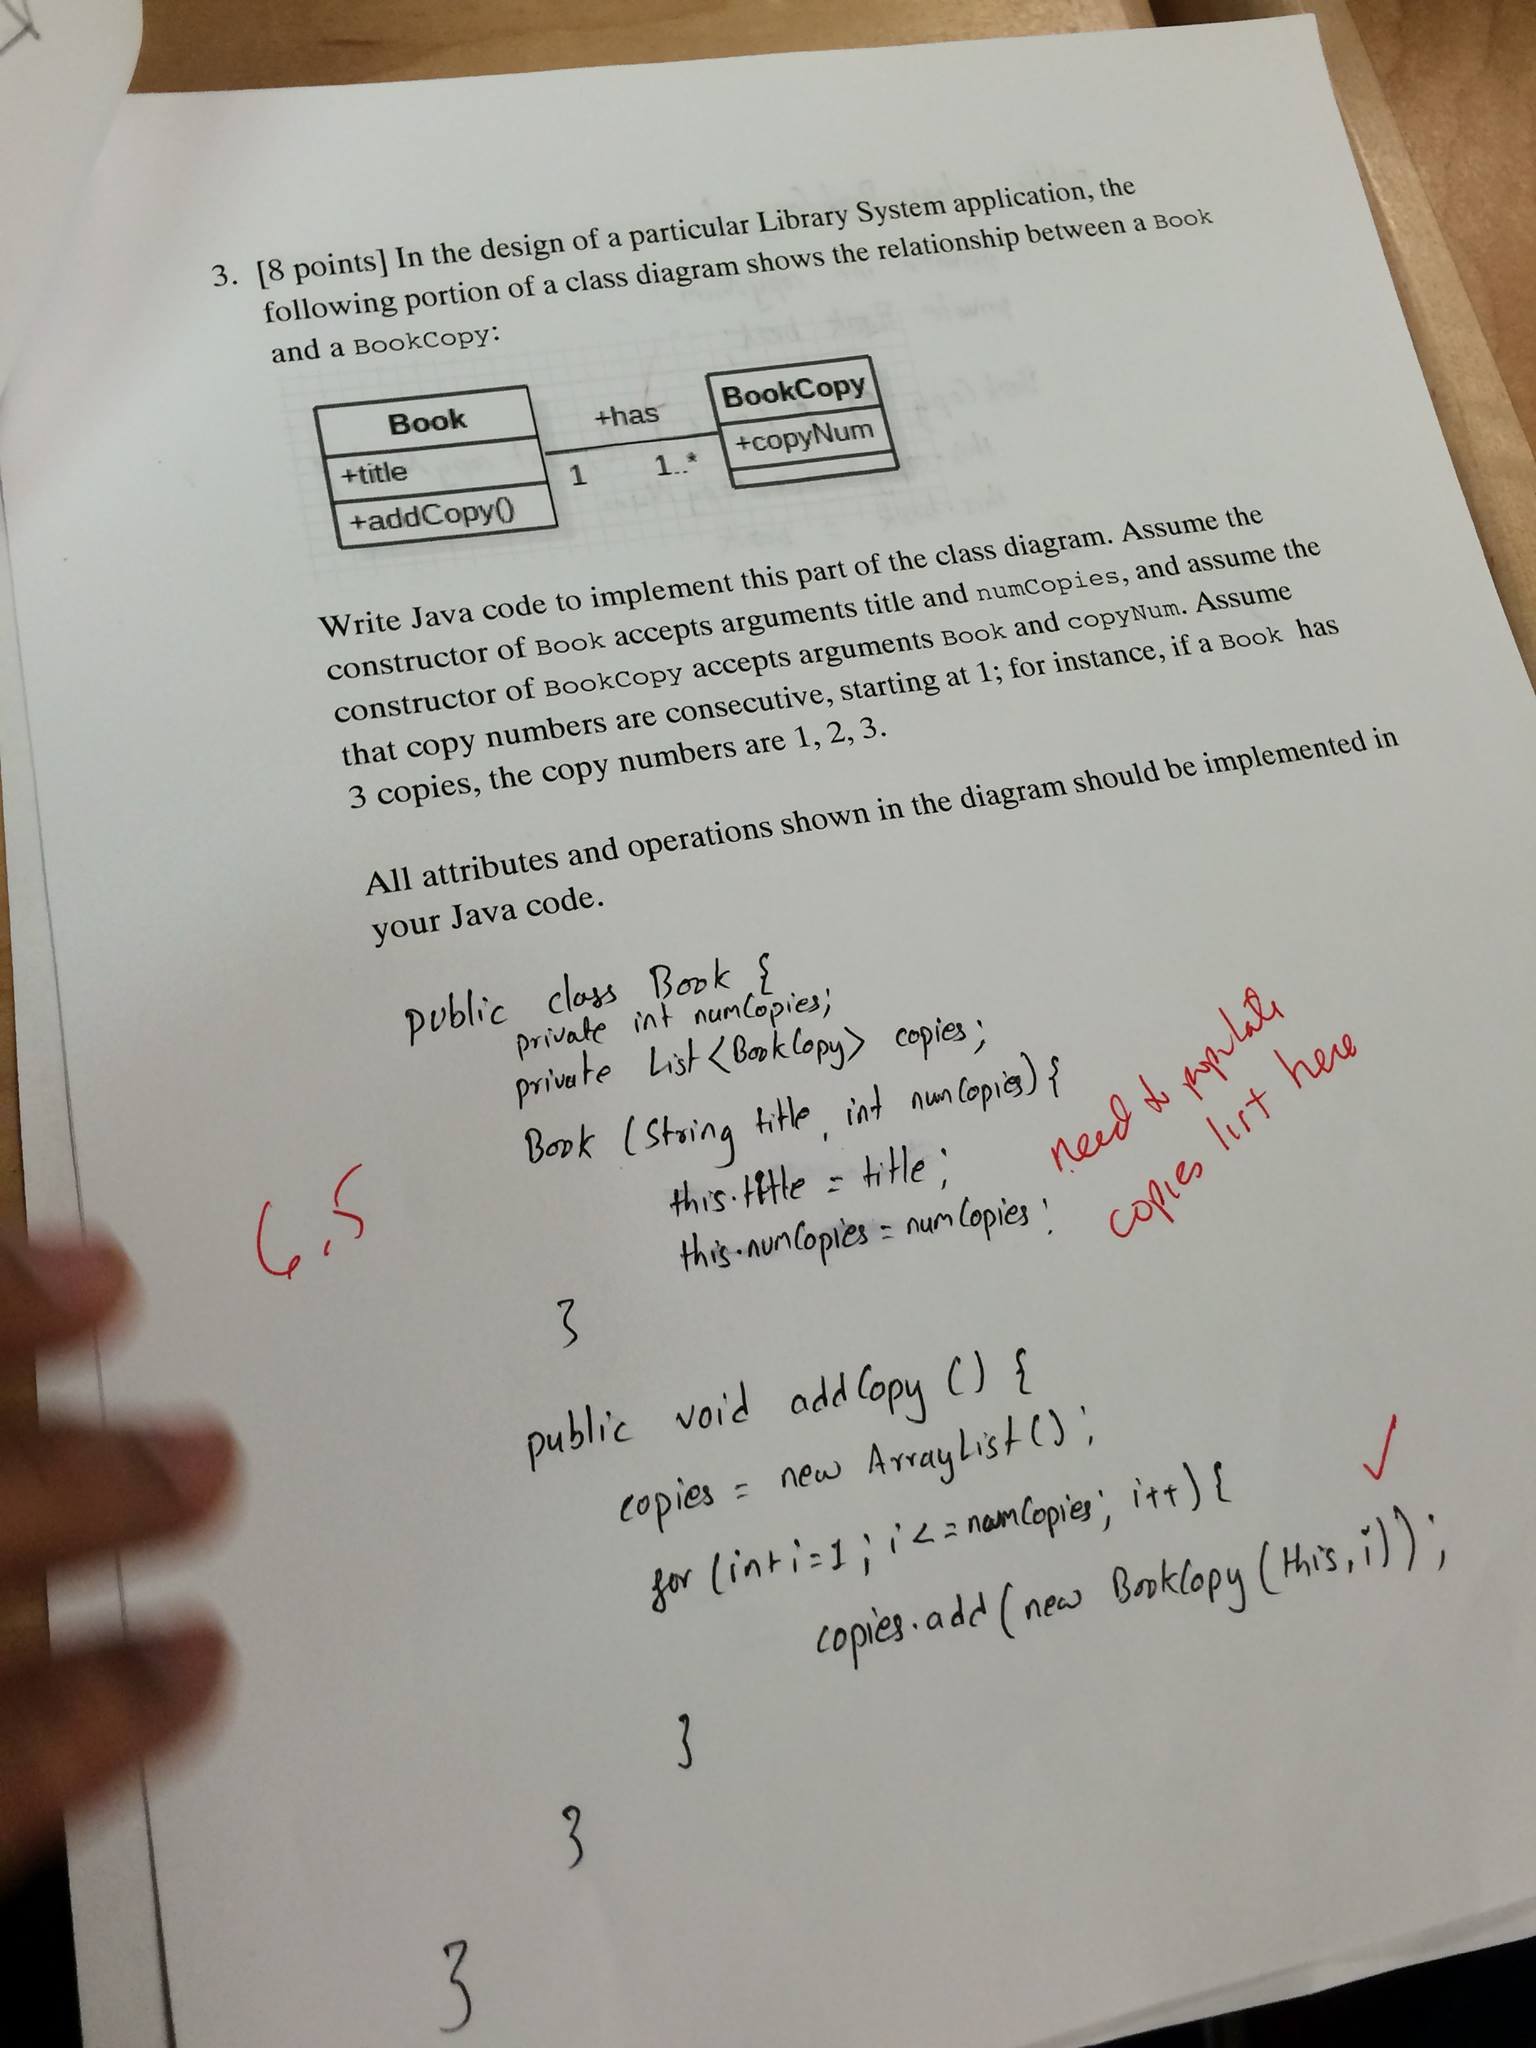 3. [8 points] In the design of a particular Library System application, the
following portion of a class diagram shows the relationship between a Book
and a BookCopy:
Book
+title
+addCopy()
+has
1
1..*
BookCopy
+copyNum
Write Java code to implement this part of the class diagram. Assume the
constructor of Book accepts arguments title and numCopies, and assume the
constructor of BookCopy accepts arguments Book and copyNum. Assume
that copy numbers are consecutive, starting at 1; for instance, if a Book has
3 copies, the copy numbers are 1, 2, 3.
All attributes and operations shown in the diagram should be implemented in
your Java code.
public class Book {
private int numCopies;
private List<BookCopy> copies;
Book (String title, int numCopies) {
this.title = title;
this.numCopies = numCopies;
need to populate
copies list here
6.5
}
public void addCopy () {
copies = new ArrayList();
for (int i=1; i<=numCopies; i++) {
copies.add(new BookCopy(this, i));
}
}
}